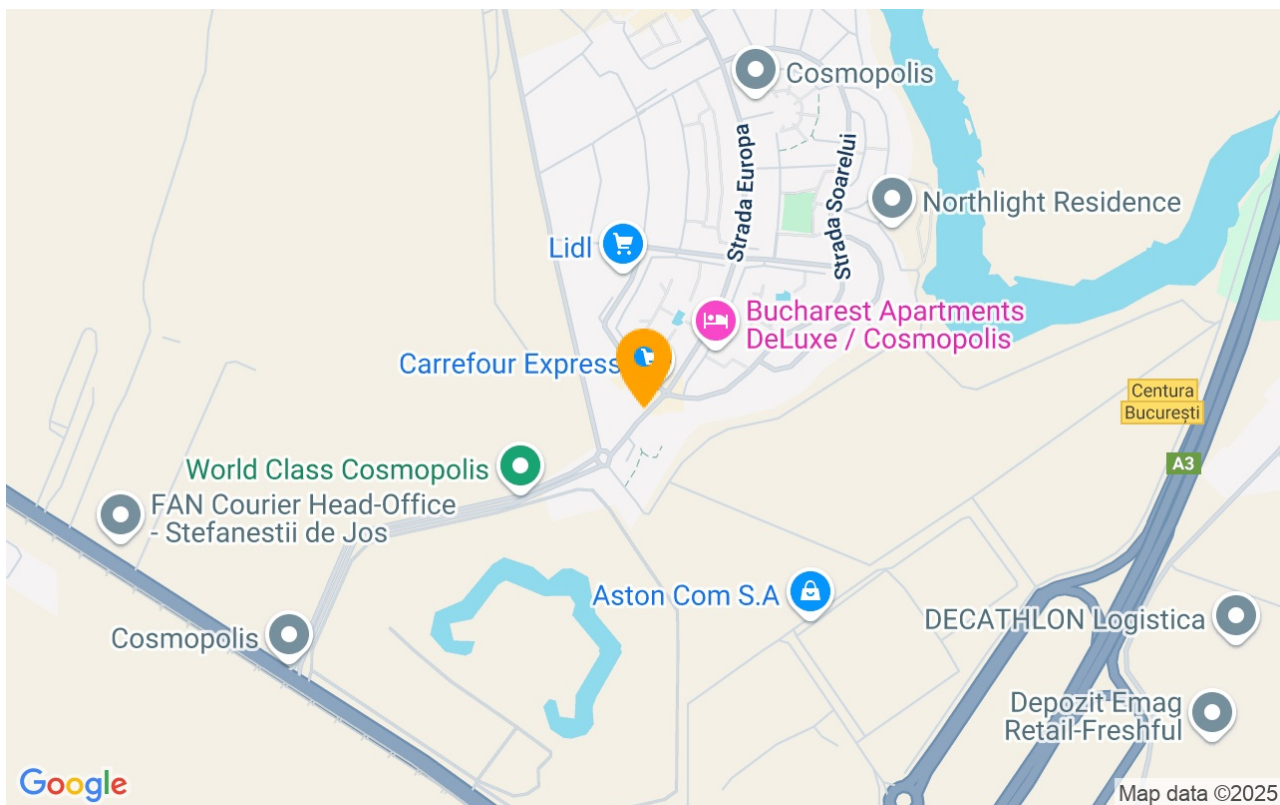 Cosmopolis
Strada Europa
Strada Soarelui
Northlight Residence
Lidl
Bucharest Apartments
DeLuxe / Cosmopolis
Carrefour Express
Centura
București
A3
World Class Cosmopolis
FAN Courier Head-Office
- Stefanestii de Jos
Aston Com S.A
DECATHLON Logistica
Cosmopolis
Depozit Emag
Retail-Freshful
Google
Map data ©2025